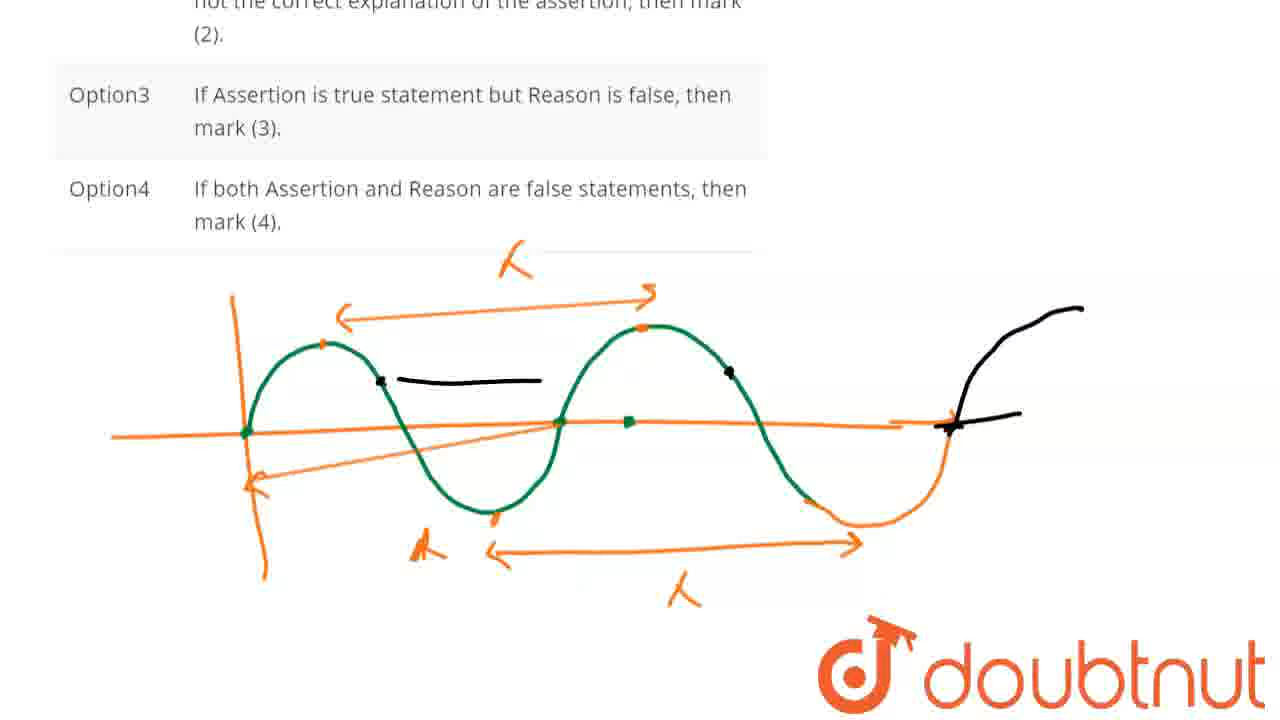 not the correct explanation of the assertion, then mark
(2).
Option3 If Assertion is true statement but Reason is false, then
mark (3).
Option4 If both Assertion and Reason are false statements, then
mark (4).
λ
λ
λ
doubtnut